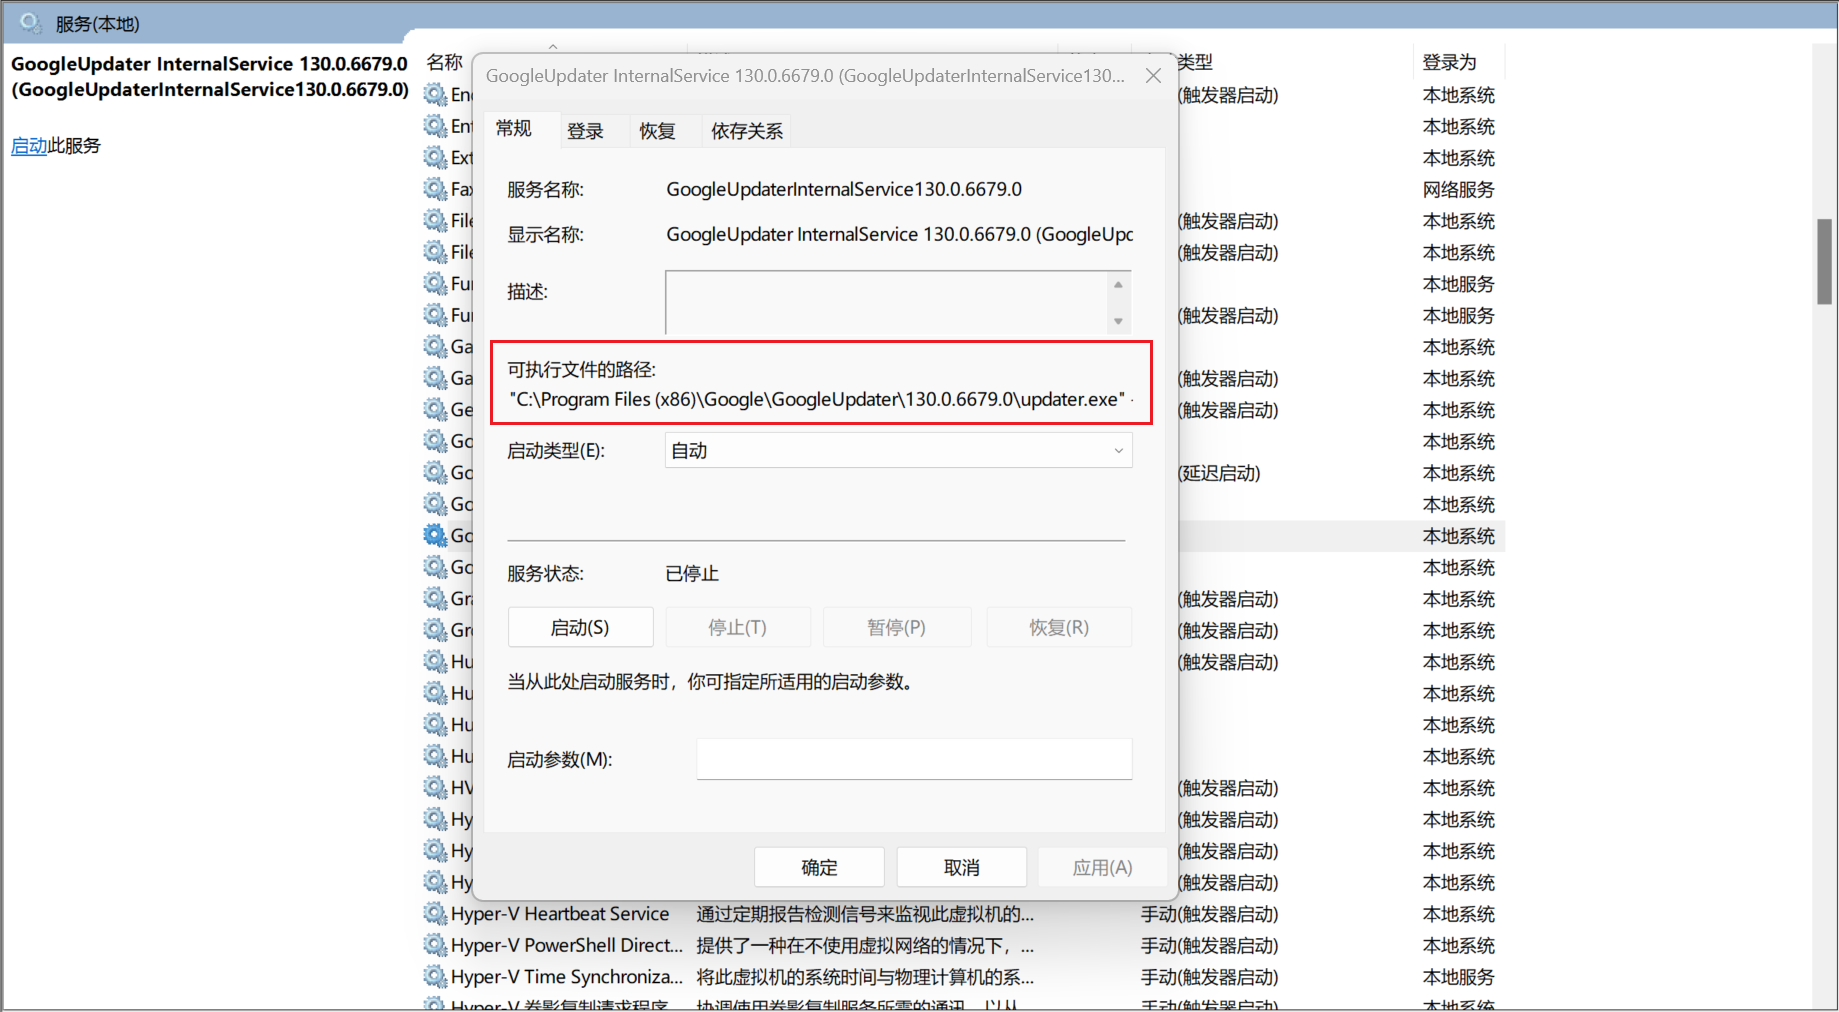 服务(本地)
GoogleUpdater InternalService 130.0.6679.0
(GoogleUpdaterInternalService130.0.6679.0)
启动此服务
名称
类型
登录为
GoogleUpdater InternalService 130.0.6679.0 (GoogleUpdaterInternalService130...
常规 登录 恢复 依存关系
服务名称: GoogleUpdaterInternalService130.0.6679.0
显示名称: GoogleUpdater InternalService 130.0.6679.0 (GoogleUpd
描述:
可执行文件的路径:
"C:\Program Files (x86)\Google\GoogleUpdater\130.0.6679.0\updater.exe"
启动类型(E): 自动
服务状态: 已停止
启动(S) 停止(T) 暂停(P) 恢复(R)
当从此处启动服务时，你可指定所适用的启动参数。
启动参数(M):
确定 取消 应用(A)
(触发器启动) 本地系统
本地系统
Ext 本地系统
Fax 网络服务
File (触发器启动) 本地系统
File (触发器启动) 本地系统
Fu 本地服务
Fu (触发器启动) 本地服务
Ga 本地系统
Ga (触发器启动) 本地系统
Ge (触发器启动) 本地系统
Go 本地系统
Go (延迟启动) 本地系统
Go 本地系统
Go 本地系统
Go 本地系统
Gra (触发器启动) 本地系统
Gr (触发器启动) 本地系统
Hu (触发器启动) 本地系统
Hu 本地系统
Hu 本地系统
Hu 本地系统
HV (触发器启动) 本地系统
Hy (触发器启动) 本地系统
Hy (触发器启动) 本地系统
Hy (触发器启动) 本地系统
Hyper-V Heartbeat Service 通过定期报告检测信号来监视此虚拟机的... 手动(触发器启动) 本地系统
Hyper-V PowerShell Direct... 提供了一种在不使用虚拟网络的情况下，... 手动(触发器启动) 本地系统
Hyper-V Time Synchroniza... 将此虚拟机的系统时间与物理计算机的系... 手动(触发器启动) 本地服务
Hyper-V 卷影复制请求程序 协调使用卷影复制服务所需的通讯，以从 手动(触发器启动) 本地系统